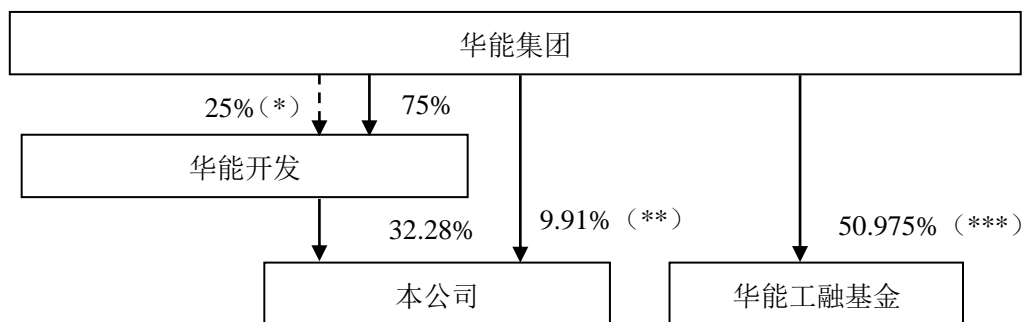 华能集团
25%(*)
75%
华能开发
32.28%
9.91%（**）
50.975%（***）
本公司
华能工融基金